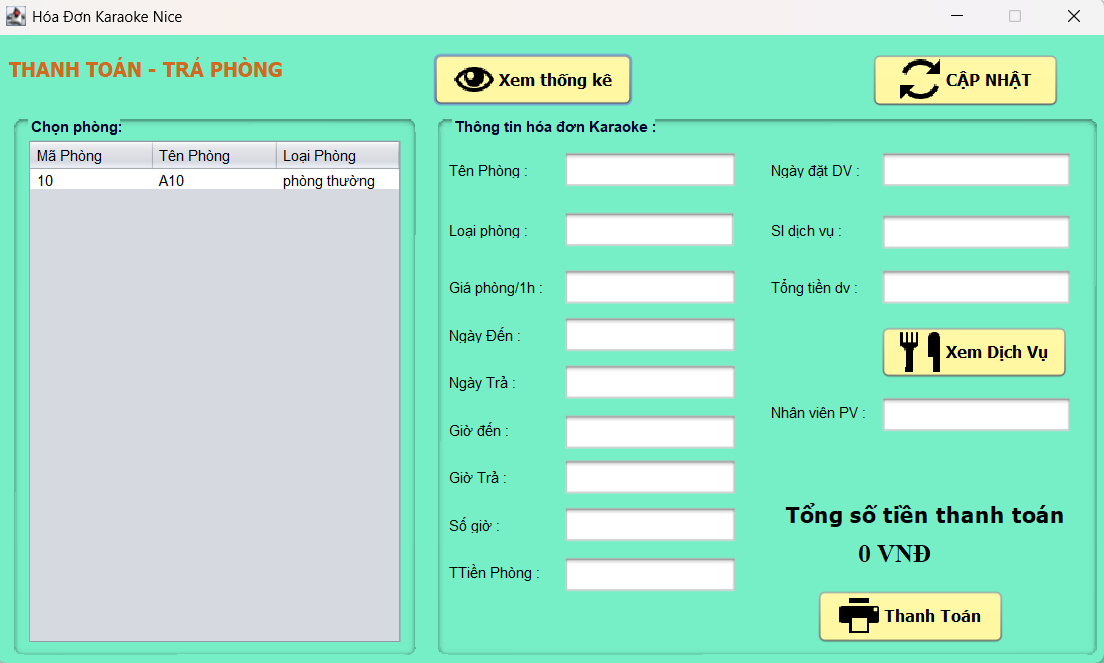 Hóa Đơn Karaoke Nice
THANH TOÁN - TRẢ PHÒNG
Xem thống kê
CẬP NHẬT
Chọn phòng:
Mã Phòng Tên Phòng Loại Phòng
10 A10 phòng thường
Thông tin hóa đơn Karaoke :
Tên Phòng :
Loại phòng :
Giá phòng/1h :
Ngày Đến :
Ngày Trả :
Giờ đến :
Giờ Trả :
Số giờ :
TTiền Phòng :
Ngày đặt DV :
Sl dịch vụ :
Tổng tiền dv :
Xem Dịch Vụ
Nhân viên PV :
Tổng số tiền thanh toán
0 VNĐ
Thanh Toán